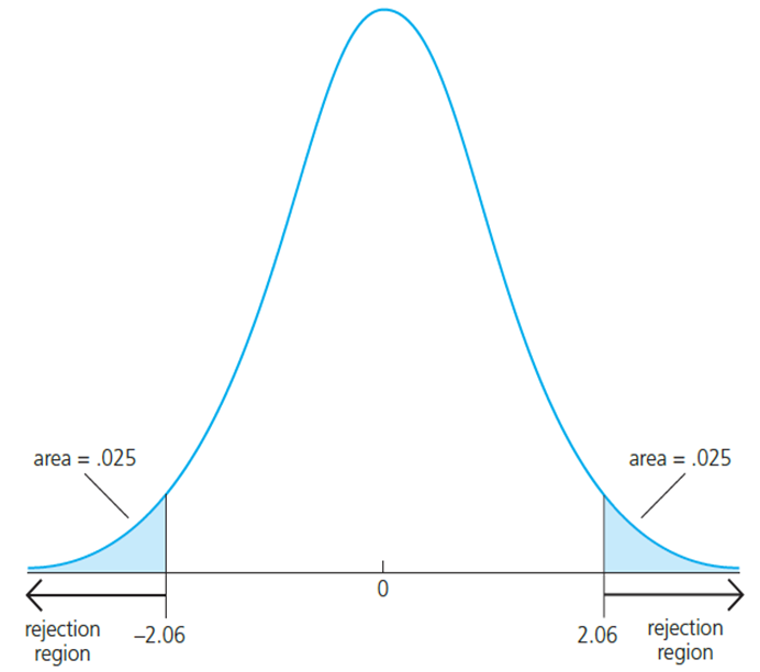 area = .025
area = .025
0
rejection
region
–2.06
2.06
rejection
region